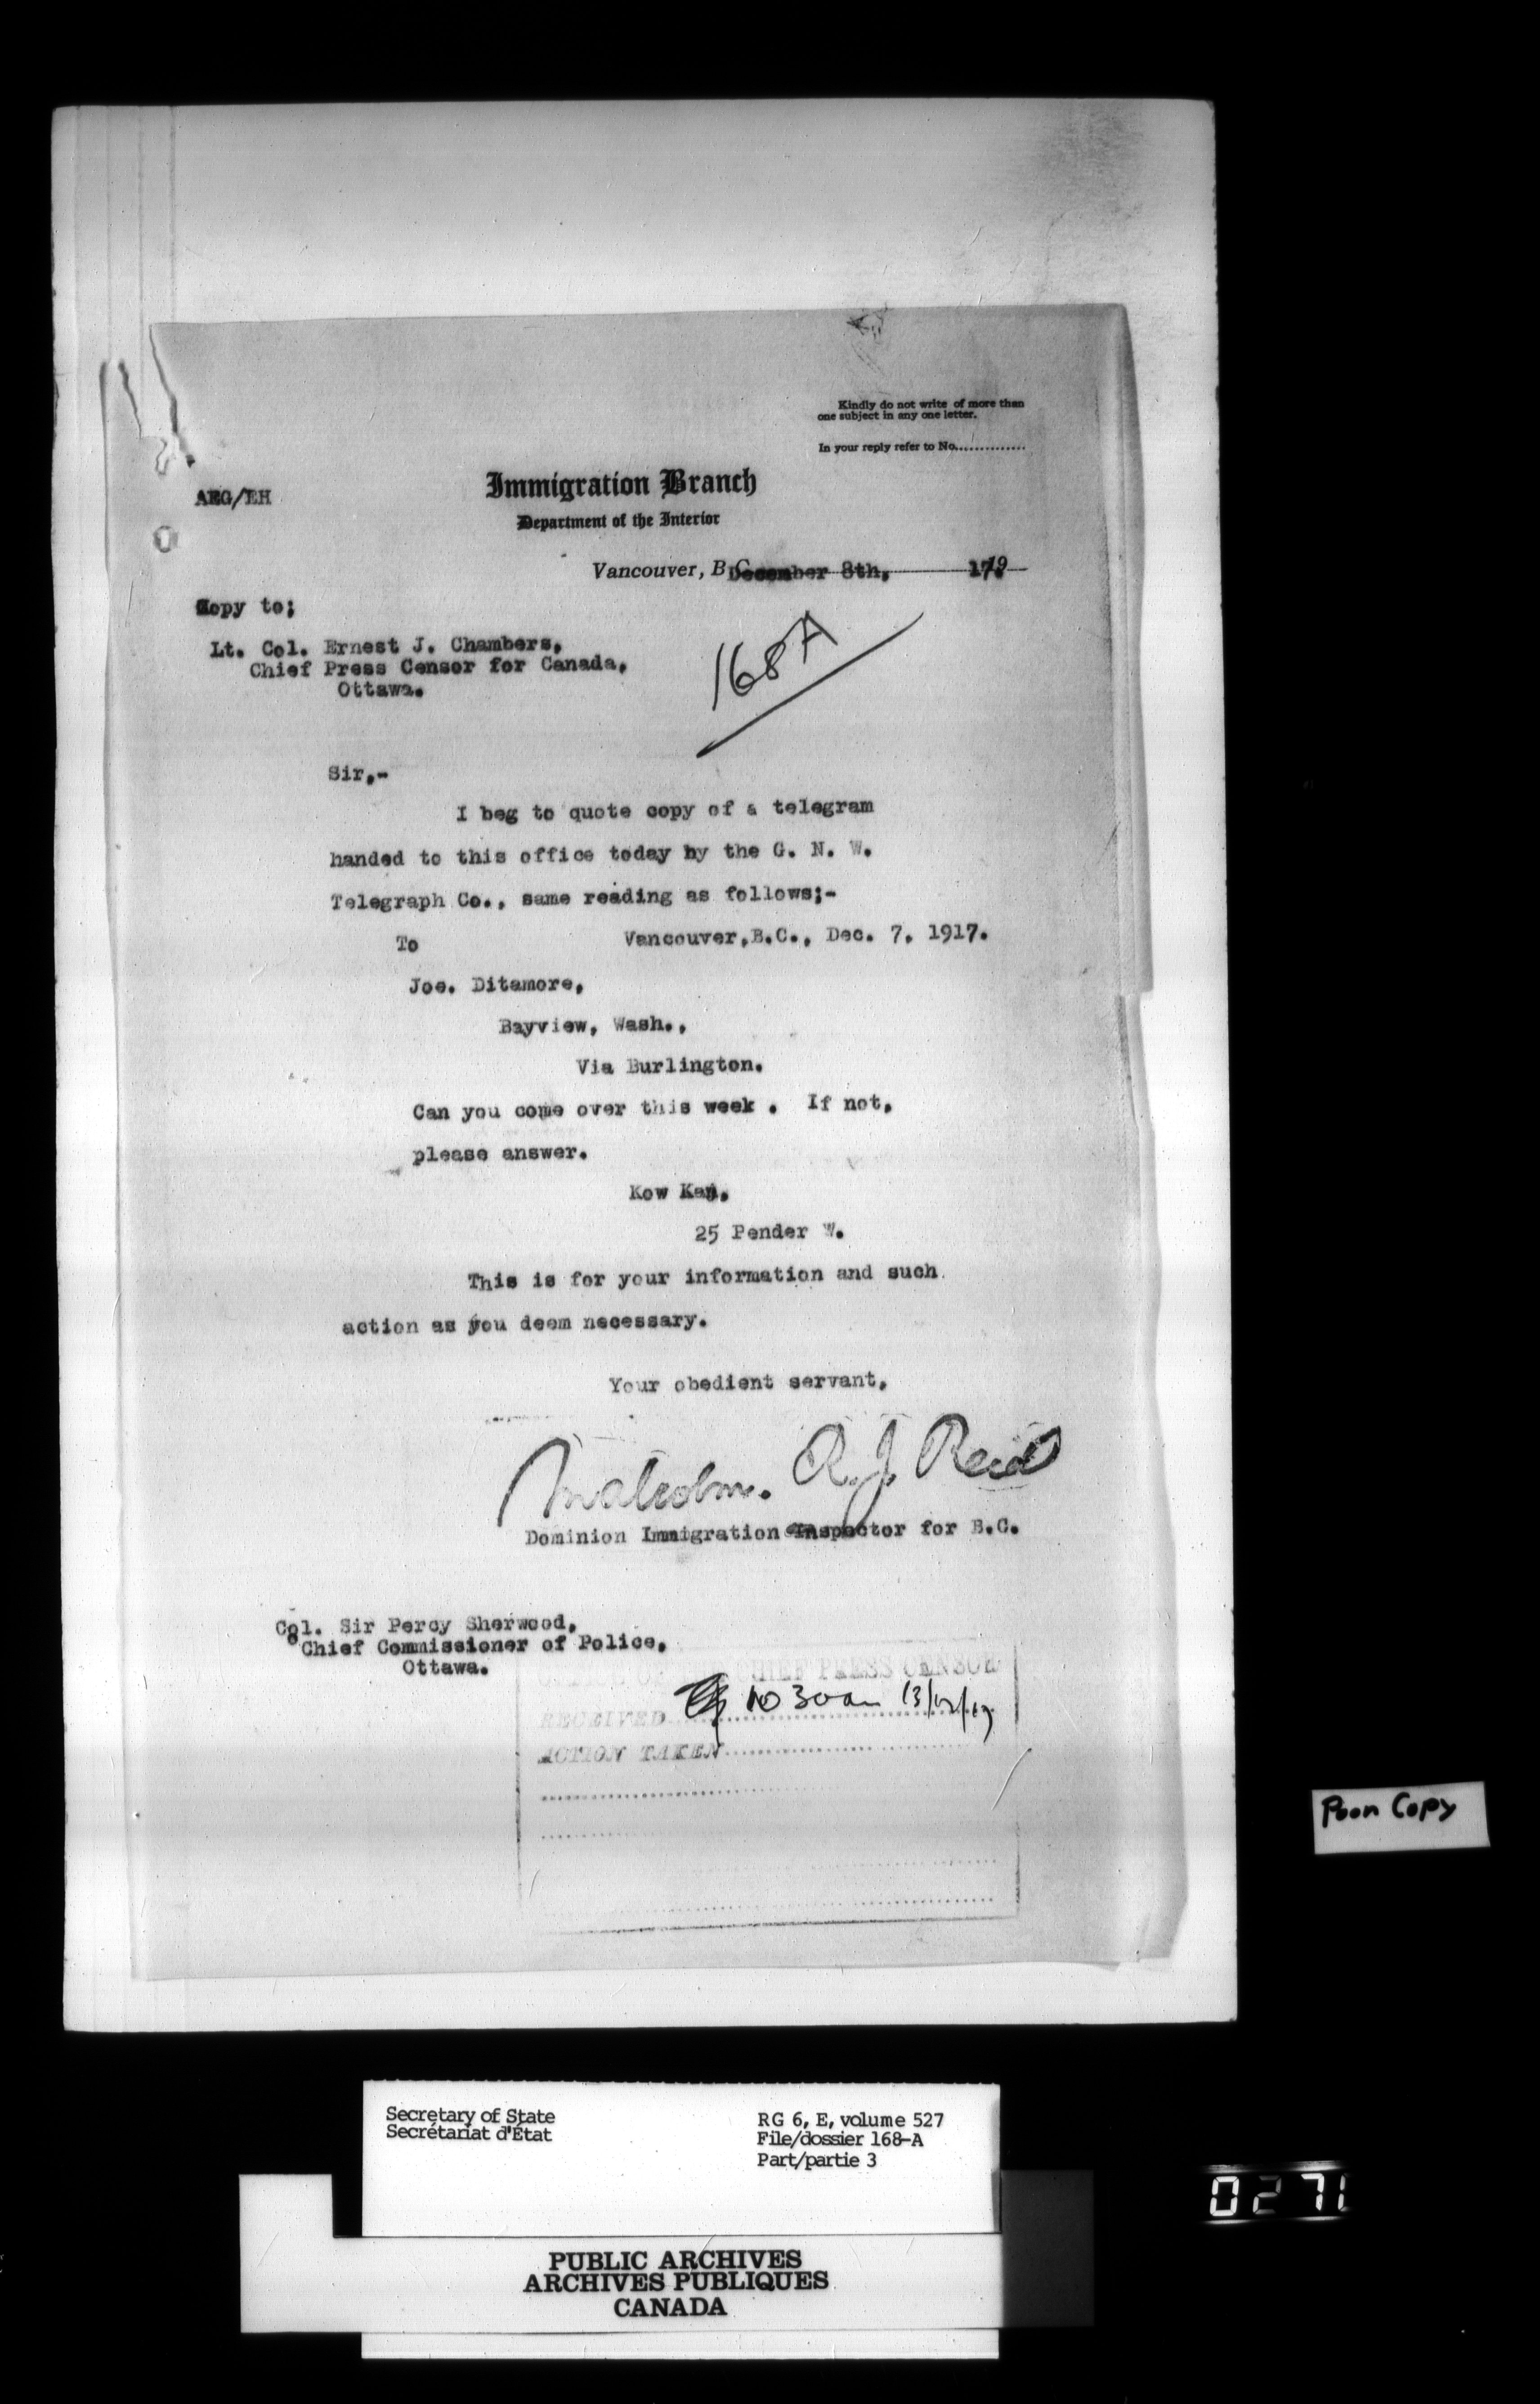 Kindly do not write of more than
one subject in any one letter.
In your reply refer to No..............
AEG/EH
Immigration Branch
Department of the Interior
Vancouver, B.C. December 8th, 1917.
Copy to;
Lt. Col. Ernest J. Chambers,
Chief Press Censor for Canada,
Ottawa.
168A
Sir,-
I beg to quote copy of a telegram
handed to this office today by the G. N. W.
Telegraph Co., same reading as follows;-
To Vancouver,B.C., Dec. 7, 1917.
Joe. Ditamore,
Bayview, Wash.,
Via Burlington.
Can you come over this week . If not,
please answer.
Kow Kan,
25 Pender W.
This is for your information and such
action as you deem necessary.
Your obedient servant,
Malcolm. R.J. Reid
Dominion Immigration Inspector for B.C.
Col. Sir Percy Sherwood,
Chief Commissioner of Police,
Ottawa.
CHIEF PRESS CENSOR
RECEIVED 10 30am 13/12/17
ACTION TAKEN
Poor Copy
Secretary of State
Secrétariat d'État
RG 6, E, volume 527
File/dossier 168-A
Part/partie 3
0271
PUBLIC ARCHIVES
ARCHIVES PUBLIQUES
CANADA